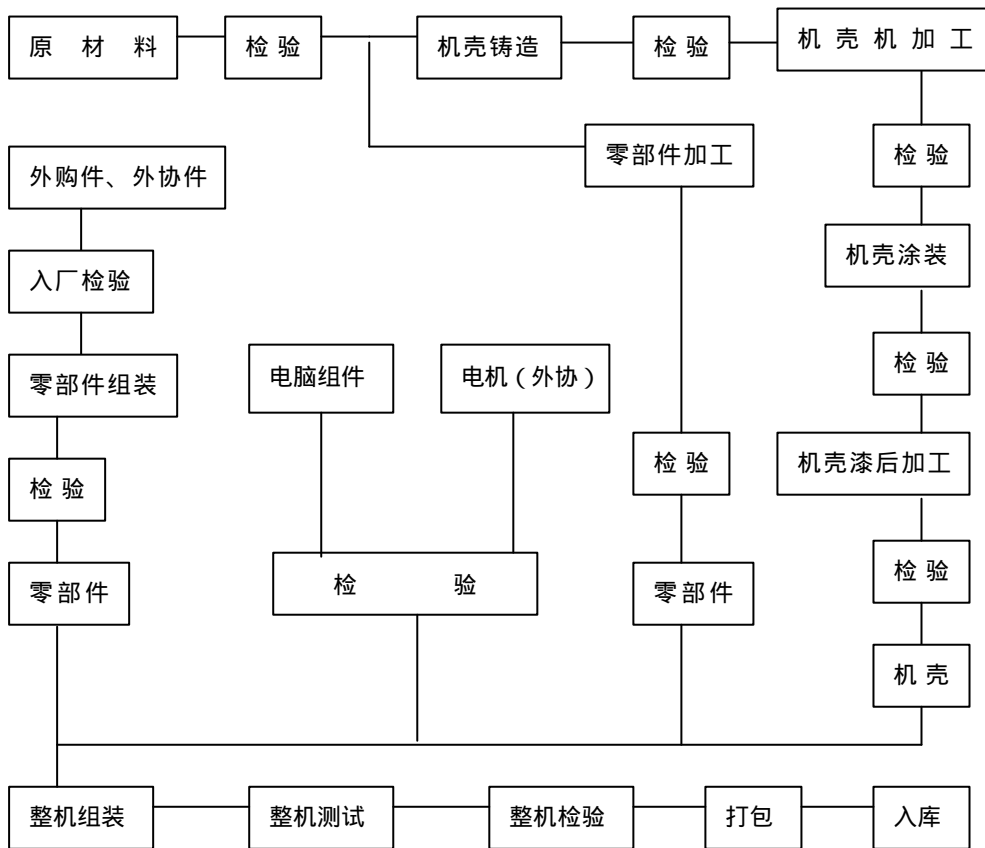 原 材 料
检 验
机壳铸造
检 验
机 壳 机 加 工
零部件加工
检 验
外购件、外协件
机壳涂装
入厂检验
检 验
零部件组装
电脑组件
电机（外协）
检 验
机壳漆后加工
检 验
检 验
检 验
零部件
零部件
机 壳
整机组装
整机测试
整机检验
打包
入库